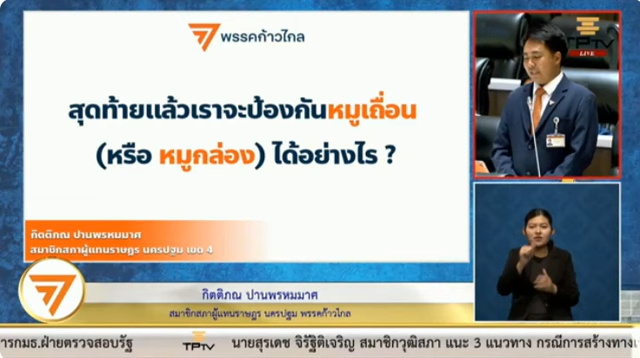 พรรคก้าวไกล
TPTV
LIVE
สุดท้ายแล้วเราจะป้องกันหมูเถื่อน
(หรือ หมูกล่อง) ได้อย่างไร ?
กิตติภณ ปานพรหมมาศ
สมาชิกสภาผู้แทนราษฎร นครปฐม เขต 4
กิตติภณ ปานพรหมมาศ
สมาชิกสภาผู้แทนราษฎร นครปฐม พรรคก้าวไกล
ารกมธ.ฝ่ายตรวจสอบรัฐ TPTV นายสุรเดช จิรัฐิติเจริญ สมาชิกวุฒิสภา แนะ 3 แนวทาง กรณีการสร้างทาง